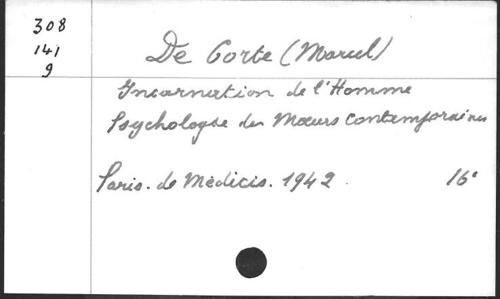 308
141
9
De Corte (Marcel)
Incarnation de l'Homme
Psychologie des Moeurs Contemporaines
Paris. de Médicis. 1942. 16°